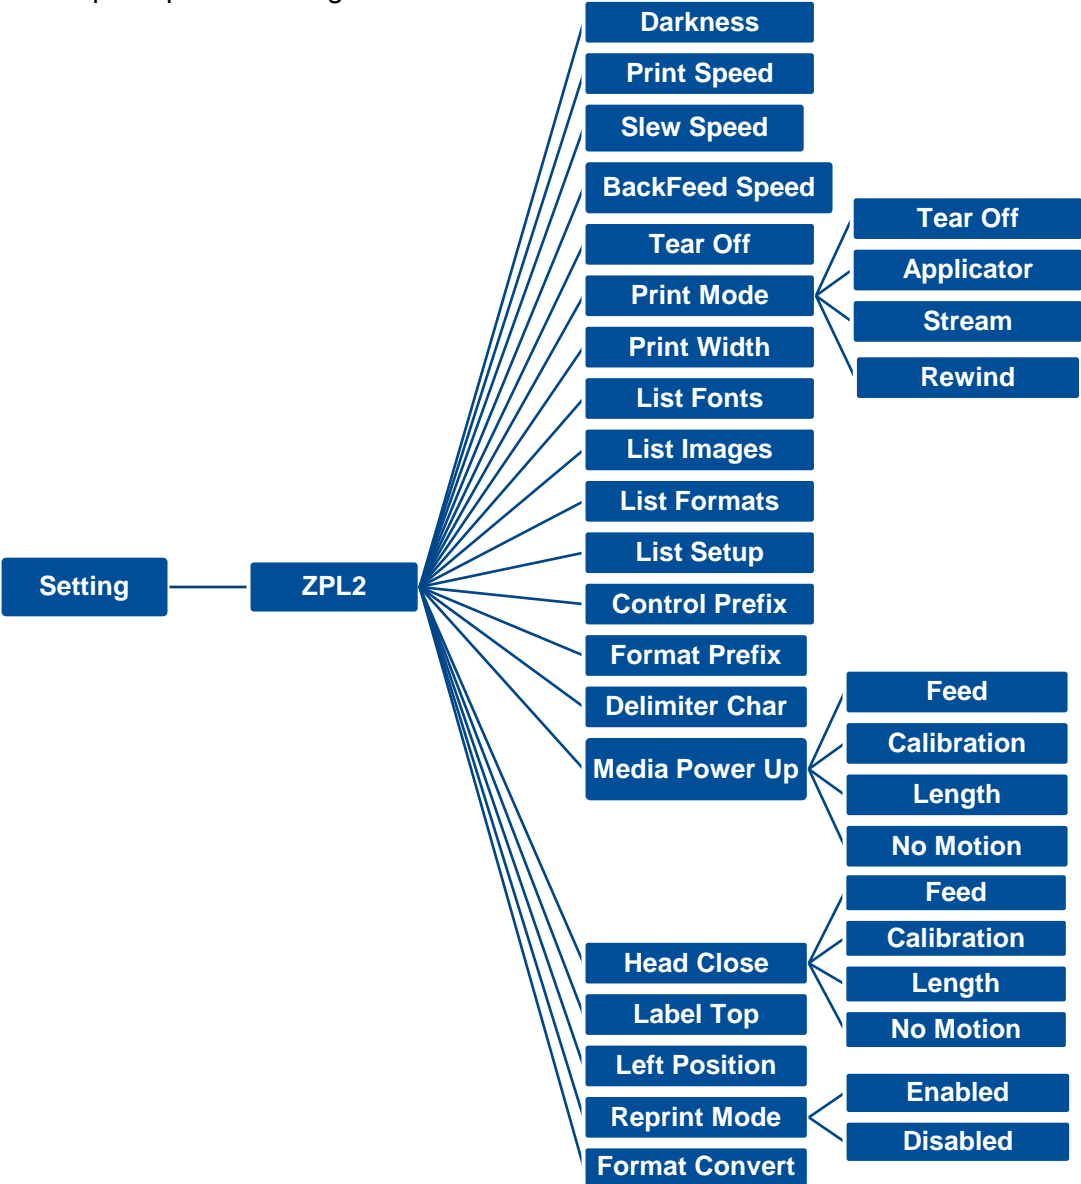 Darkness
Print Speed
Slew Speed
BackFeed Speed
Tear Off
Print Mode
Tear Off
Applicator
Stream
Rewind
Print Width
List Fonts
List Images
List Formats
List Setup
Setting
ZPL2
Control Prefix
Format Prefix
Delimiter Char
Media Power Up
Feed
Calibration
Length
No Motion
Head Close
Feed
Calibration
Length
No Motion
Label Top
Left Position
Reprint Mode
Enabled
Disabled
Format Convert